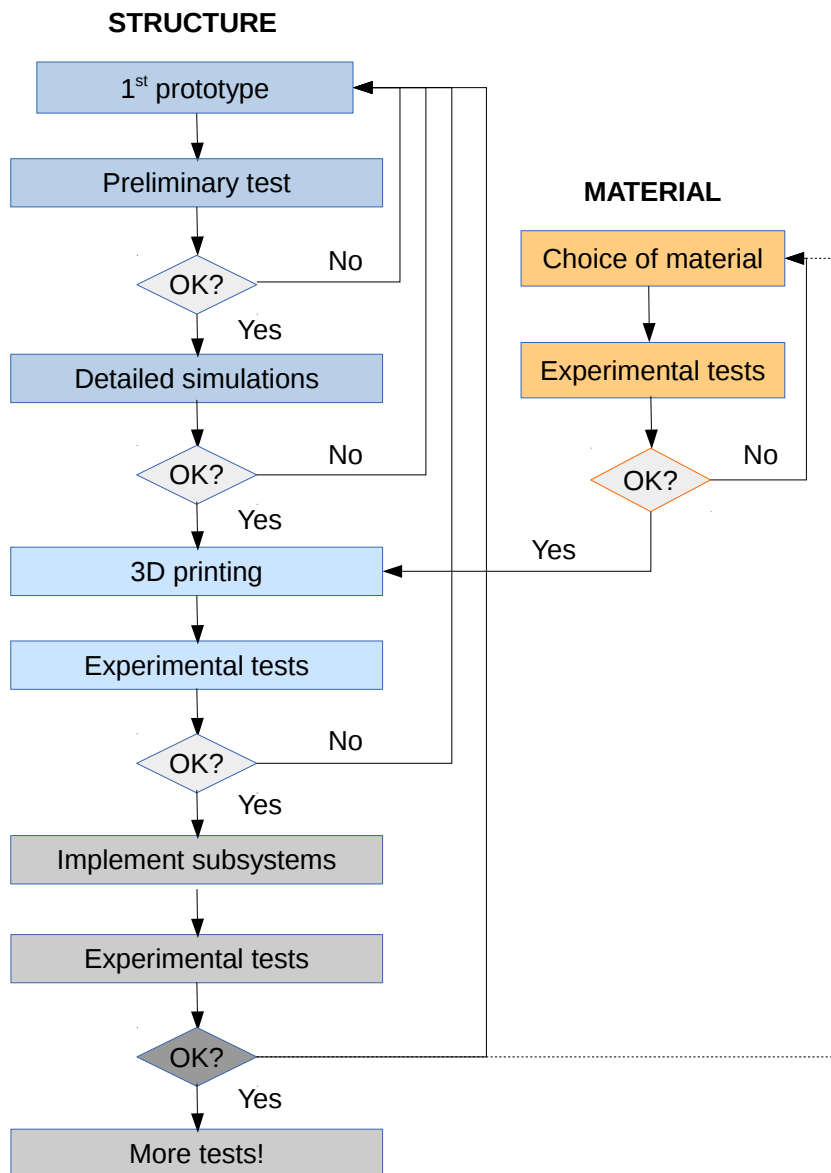 STRUCTURE
1st prototype
Preliminary test
OK?
No
Yes
Detailed simulations
OK?
No
Yes
3D printing
Experimental tests
OK?
No
Yes
Implement subsystems
Experimental tests
OK?
Yes
More tests!
MATERIAL
Choice of material
Experimental tests
OK?
No
Yes